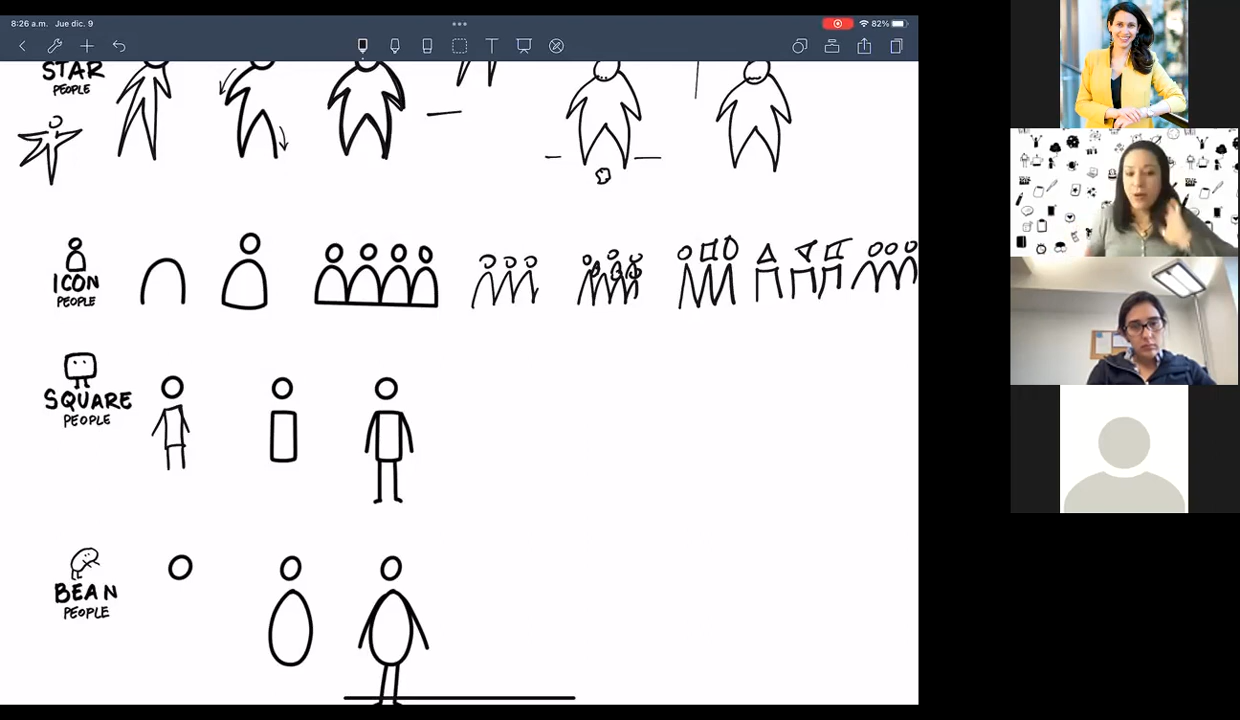 8:26 a.m. Jue dic. 9
82%
T
STAR
PEOPLE
ICON
PEOPLE
SQUARE
PEOPLE
BEAN
PEOPLE